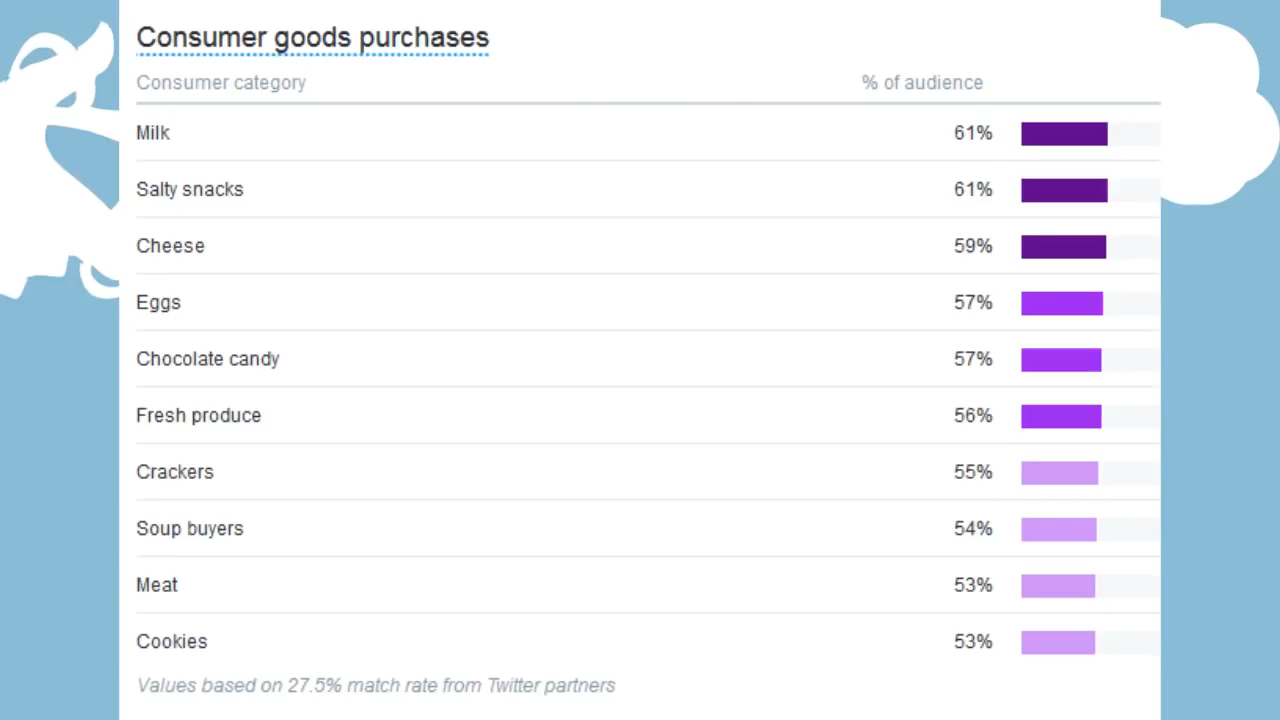 Consumer goods purchases
Consumer category % of audience
Milk 61%
Salty snacks 61%
Cheese 59%
Eggs 57%
Chocolate candy 57%
Fresh produce 56%
Crackers 55%
Soup buyers 54%
Meat 53%
Cookies 53%
Values based on 27.5% match rate from Twitter partners